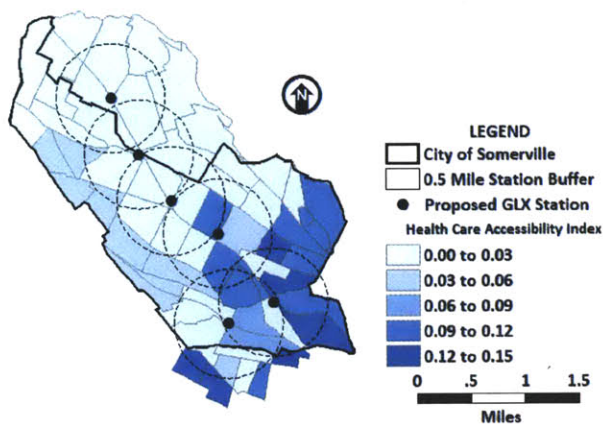 N
LEGEND
City of Somerville
0.5 Mile Station Buffer
Proposed GLX Station
Health Care Accessibility Index
0.00 to 0.03
0.03 to 0.06
0.06 to 0.09
0.09 to 0.12
0.12 to 0.15
0 0.5 1 1.5
Miles